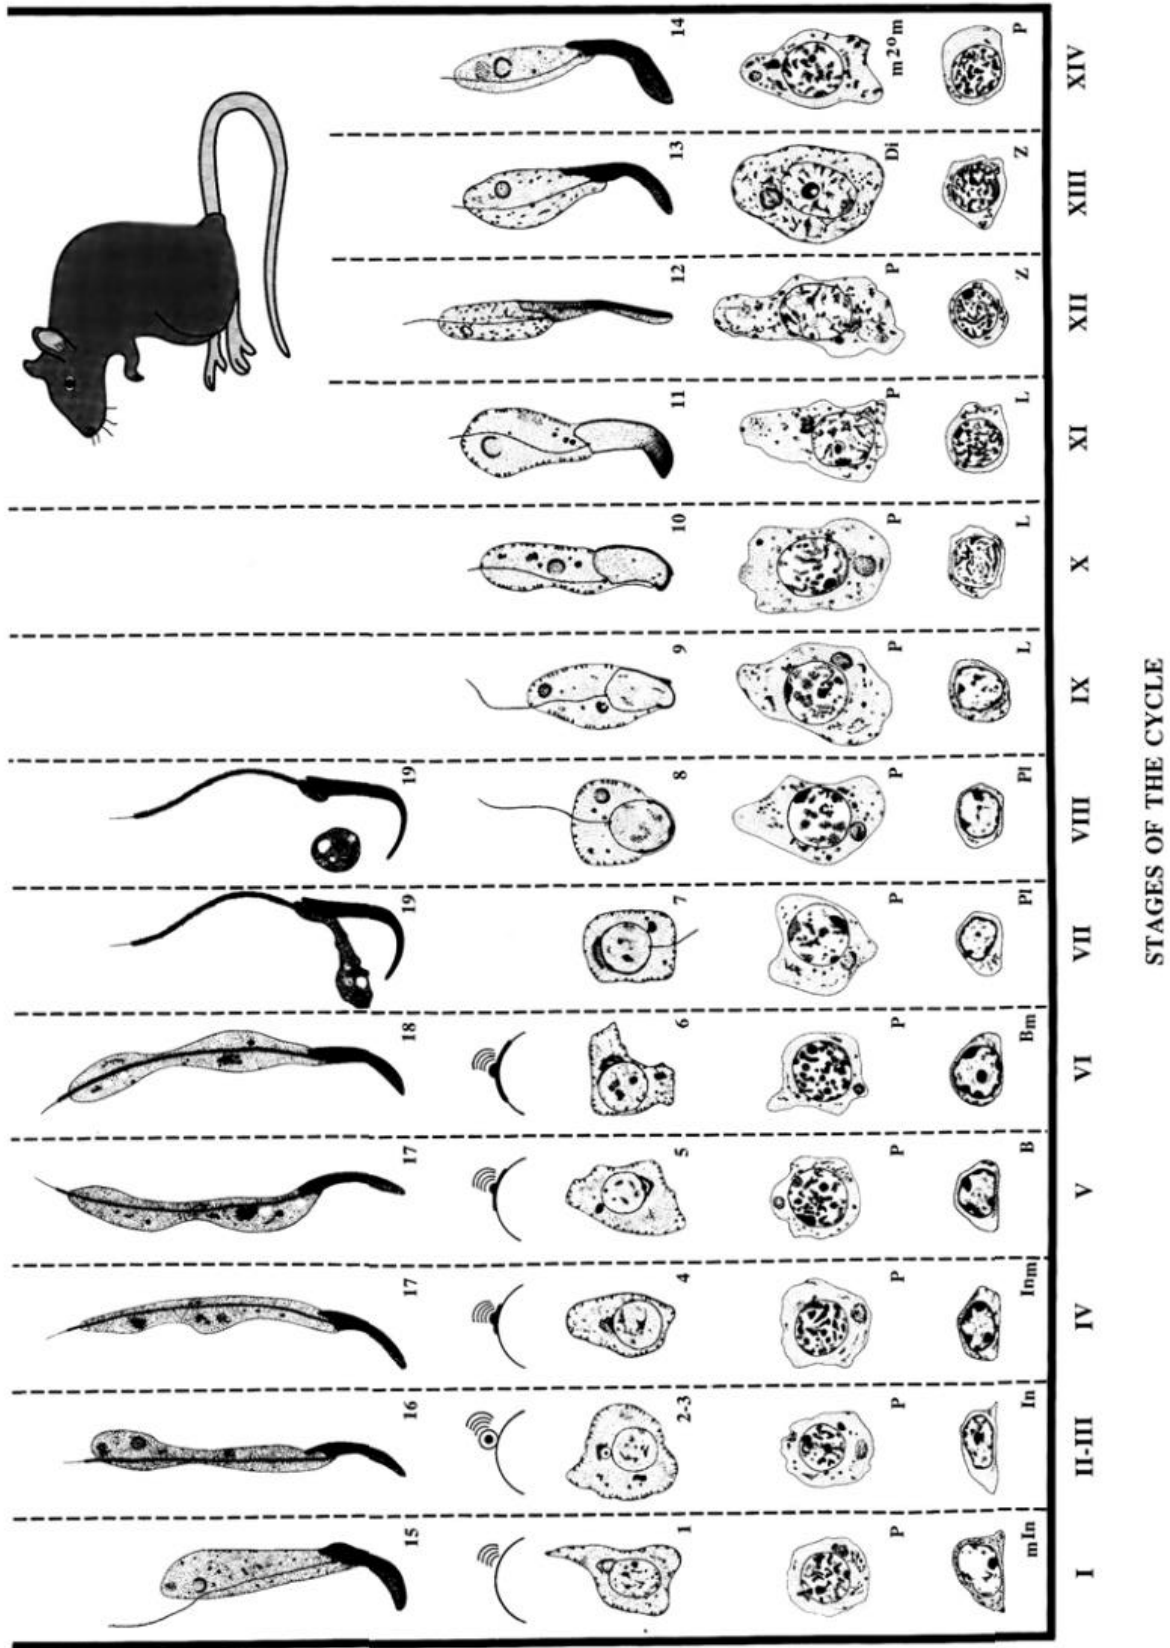 15 16 17 17 18 19 19
1 2-3 4 5 6 7 8 9 10 11 12 13 14
P P P P P P P P P P P Di m2°m
mIn In Inm B Bm Pl Pl L L L Z Z P
I II-III IV V VI VII VIII IX X XI XII XIII XIV
STAGES OF THE CYCLE